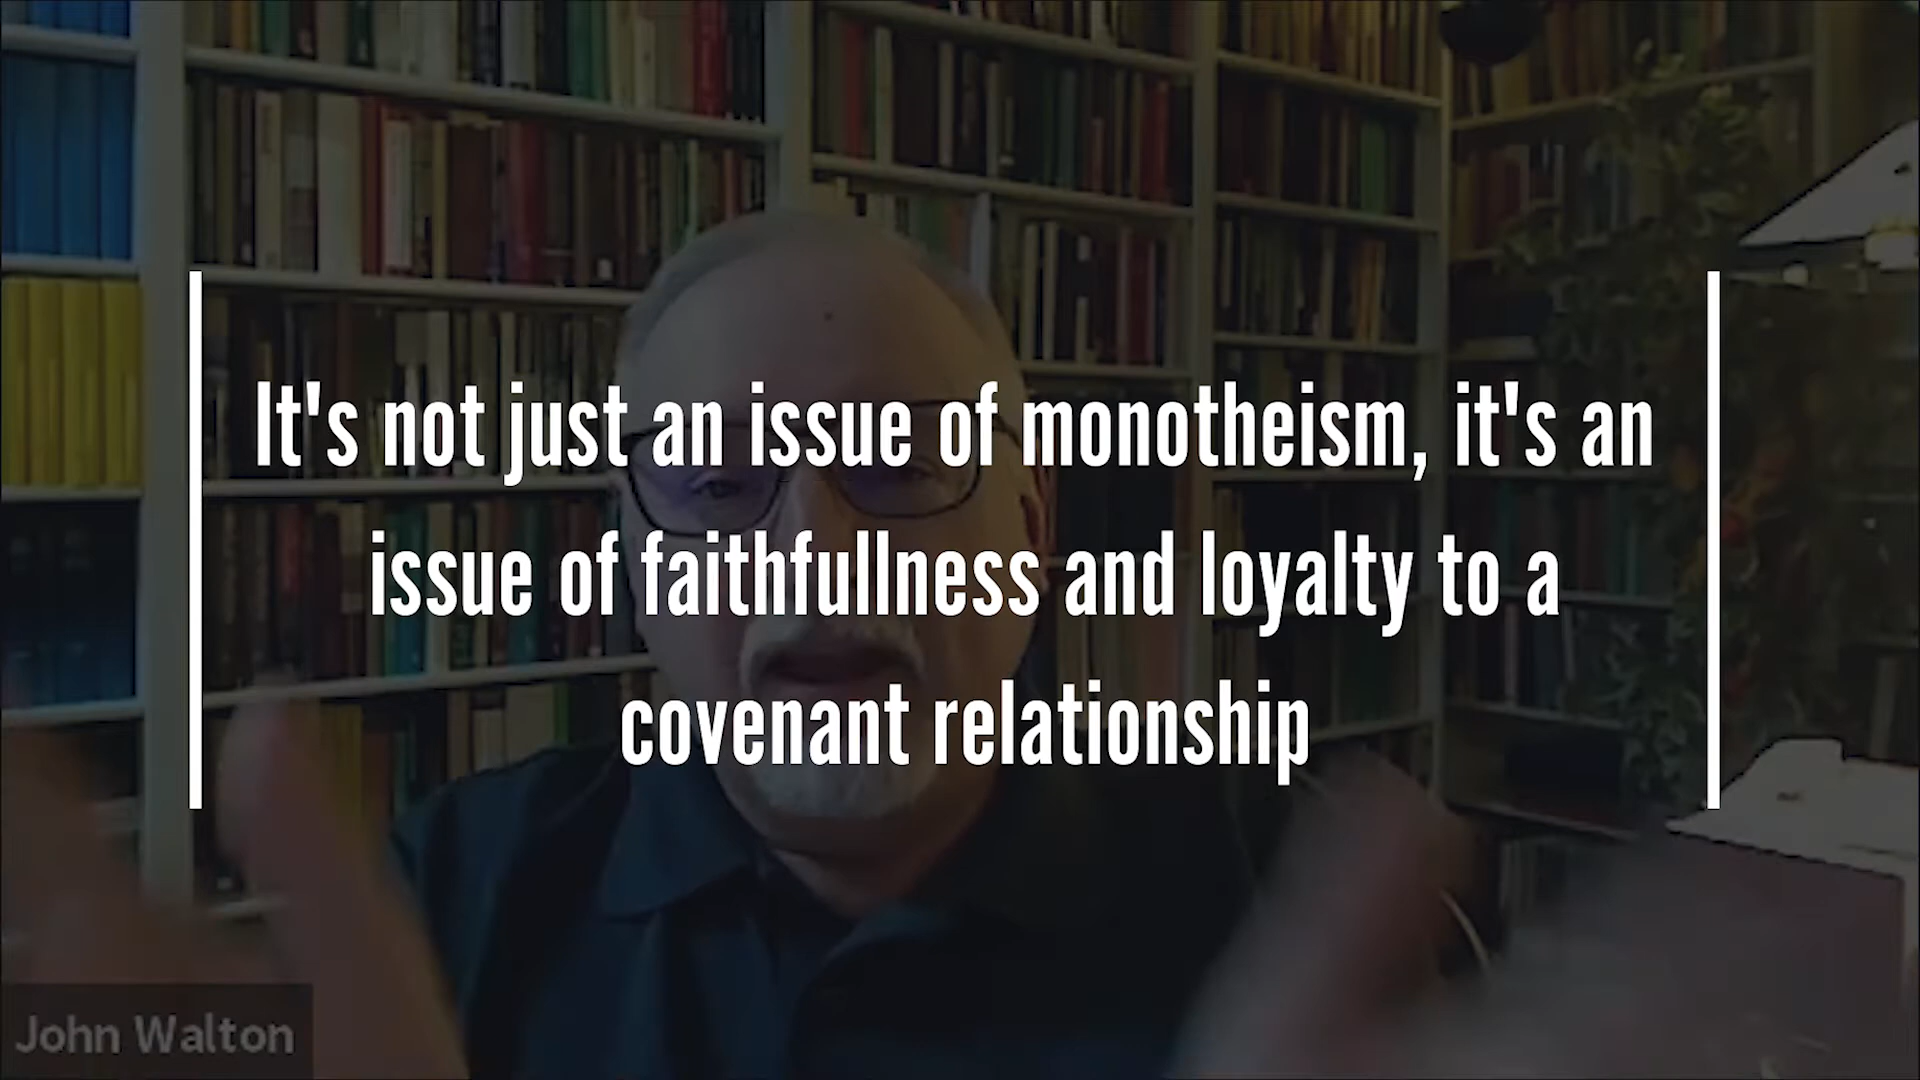 It's not just an issue of monotheism, it's an
issue of faithfullness and loyalty to a
covenant relationship
John Walton